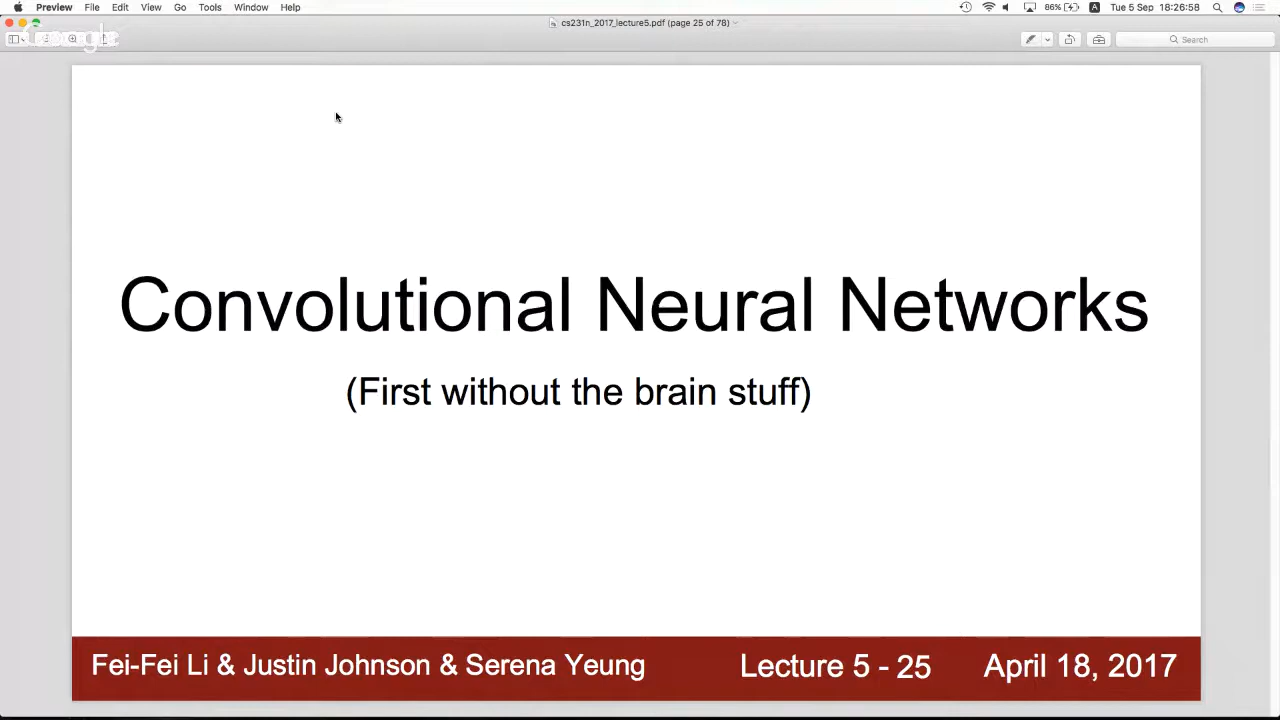 Preview File Edit View Go Tools Window Help 86% A Tue 5 Sep 18:26:58
cs231n_2017_lecture5.pdf (page 25 of 78)
Search
Convolutional Neural Networks
(First without the brain stuff)
Fei-Fei Li & Justin Johnson & Serena Yeung Lecture 5 - 25 April 18, 2017